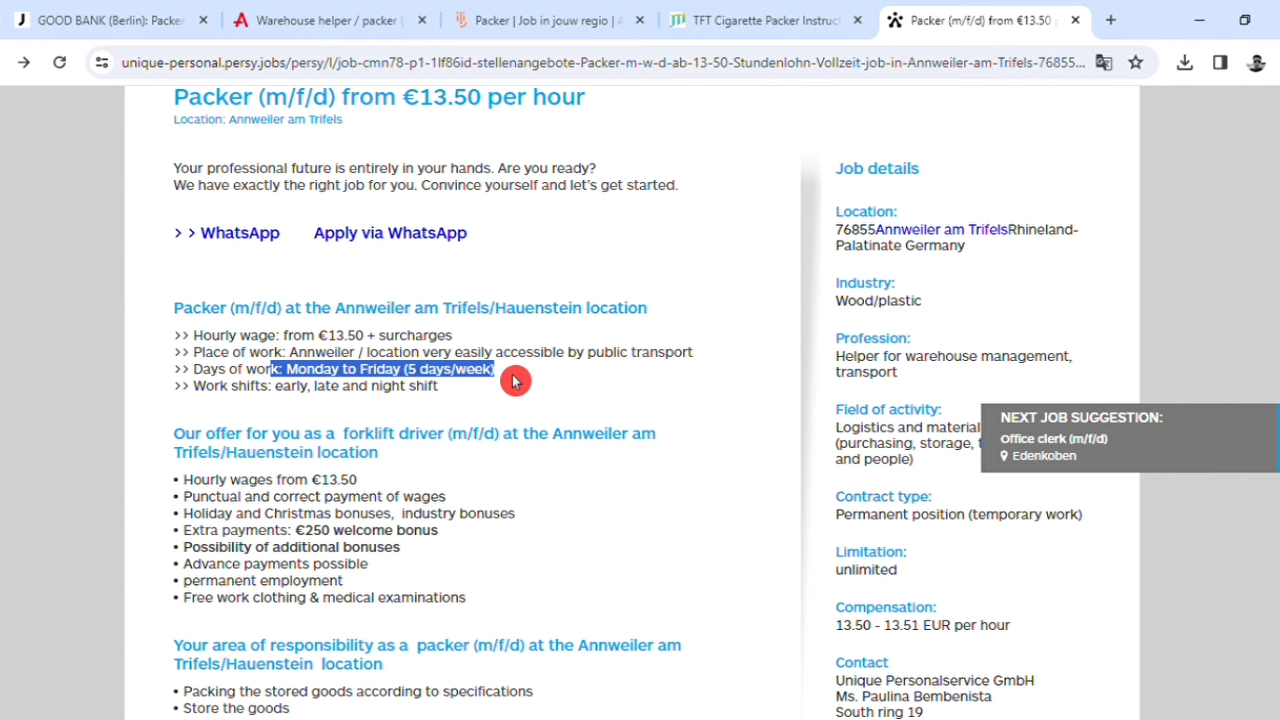 GOOD BANK (Berlin): Packer
Warehouse helper / packer (
Packer | Job in jouw regio | A
TFT Cigarette Packer Instruct
Packer (m/f/d) from €13.50 p
unique-personal.persy.jobs/persy/l/job-cmn78-p1-1lf86id-stellenangebote-Packer-m-w-d-ab-13-50-Stundenlohn-Vollzeit-job-in-Annweiler-am-Trifels-76855...
Packer (m/f/d) from €13.50 per hour
Location: Annweiler am Trifels
Your professional future is entirely in your hands. Are you ready?
We have exactly the right job for you. Convince yourself and let's get started.
> > WhatsApp Apply via WhatsApp
Packer (m/f/d) at the Annweiler am Trifels/Hauenstein location
>> Hourly wage: from €13.50 + surcharges
>> Place of work: Annweiler / location very easily accessible by public transport
>> Days of work: Monday to Friday (5 days/week)
>> Work shifts: early, late and night shift
Our offer for you as a forklift driver (m/f/d) at the Annweiler am
Trifels/Hauenstein location
• Hourly wages from €13.50
• Punctual and correct payment of wages
• Holiday and Christmas bonuses, industry bonuses
• Extra payments: €250 welcome bonus
• Possibility of additional bonuses
• Advance payments possible
• permanent employment
• Free work clothing & medical examinations
Your area of responsibility as a packer (m/f/d) at the Annweiler am
Trifels/Hauenstein location
• Packing the stored goods according to specifications
• Store the goods
Job details
Location:
76855Annweiler am TrifelsRhineland-
Palatinate Germany
Industry:
Wood/plastic
Profession:
Helper for warehouse management,
transport
Field of activity:
Logistics and material
(purchasing, storage,
and people)
NEXT JOB SUGGESTION:
Office clerk (m/f/d)
Edenkoben
Contract type:
Permanent position (temporary work)
Limitation:
unlimited
Compensation:
13.50 - 13.51 EUR per hour
Contact
Unique Personalservice GmbH
Ms. Paulina Bembenista
South ring 19